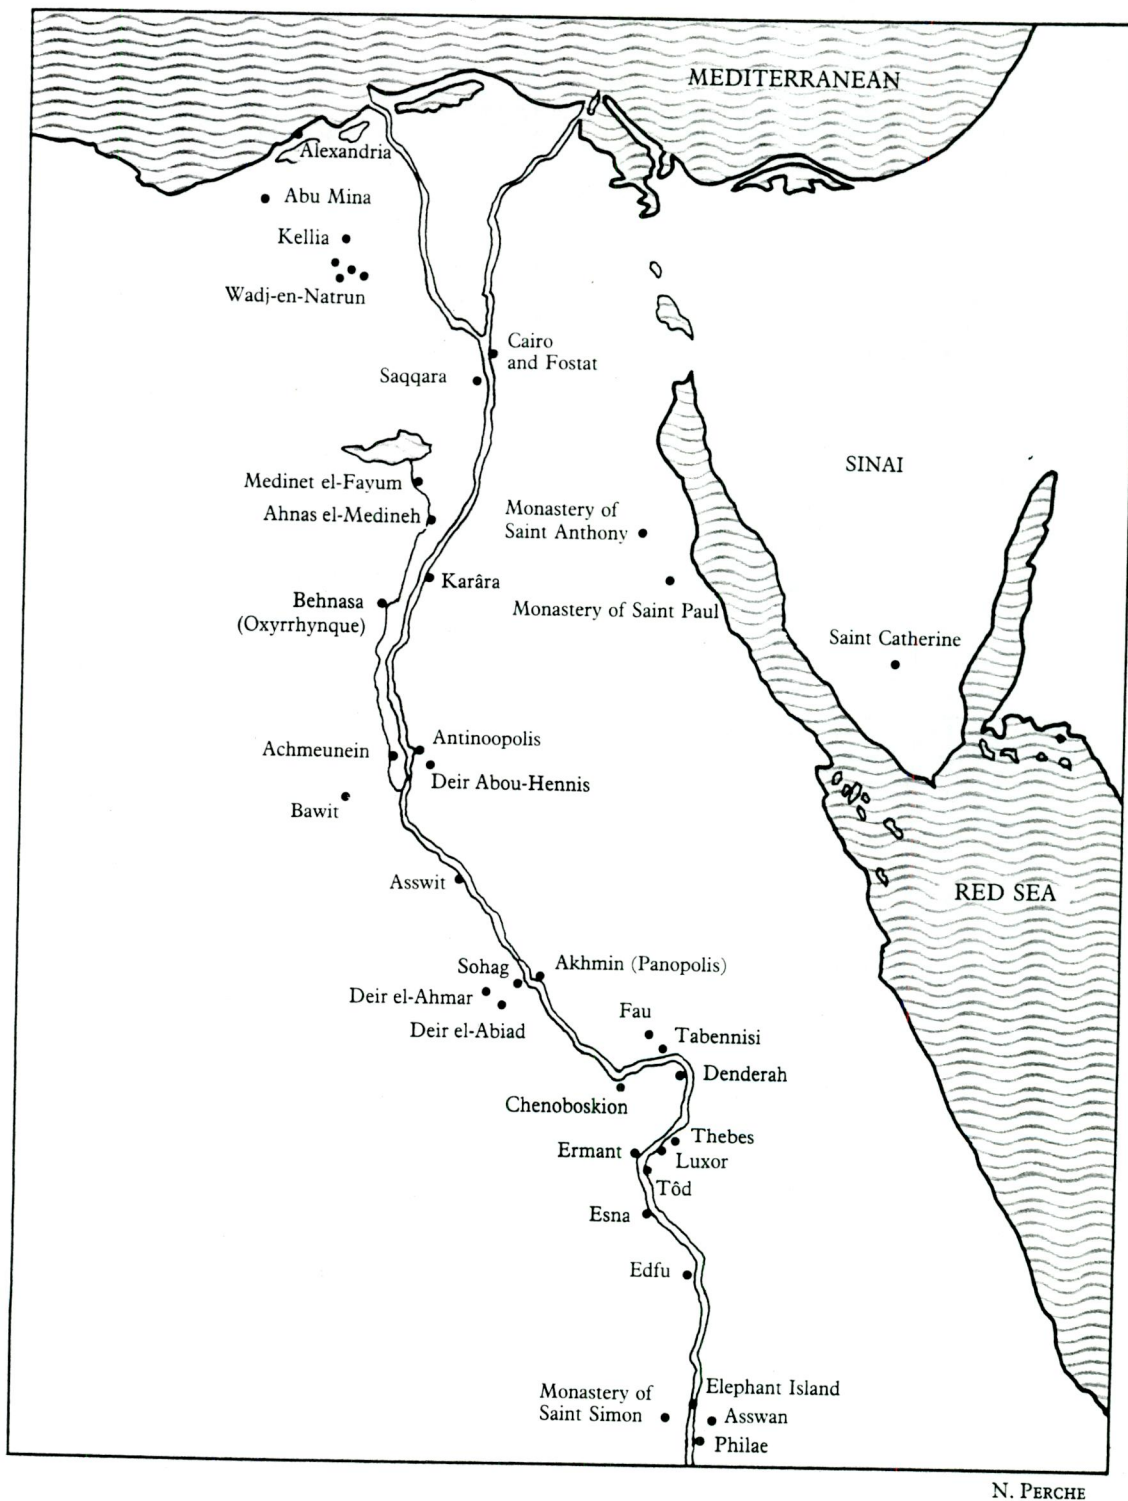 MEDITERRANEAN
Alexandria
Abu Mina
Kellia
Wadj-en-Natrun
Cairo
and Fostat
Saqqara
SINAI
Medinet el-Fayum
Ahnas el-Medineh
Monastery of
Saint Anthony
Karâra
Behnasa
(Oxyrrhynque)
Monastery of Saint Paul
Saint Catherine
Achmeunein
Antinoopolis
Deir Abou-Hennis
Bawit
Asswit
RED SEA
Sohag
Akhmin (Panopolis)
Deir el-Ahmar
Deir el-Abiad
Fau
Tabennisi
Denderah
Chenoboskion
Thebes
Ermant
Luxor
Tôd
Esna
Edfu
Elephant Island
Monastery of
Saint Simon
Asswan
Philae
N. PERCHE